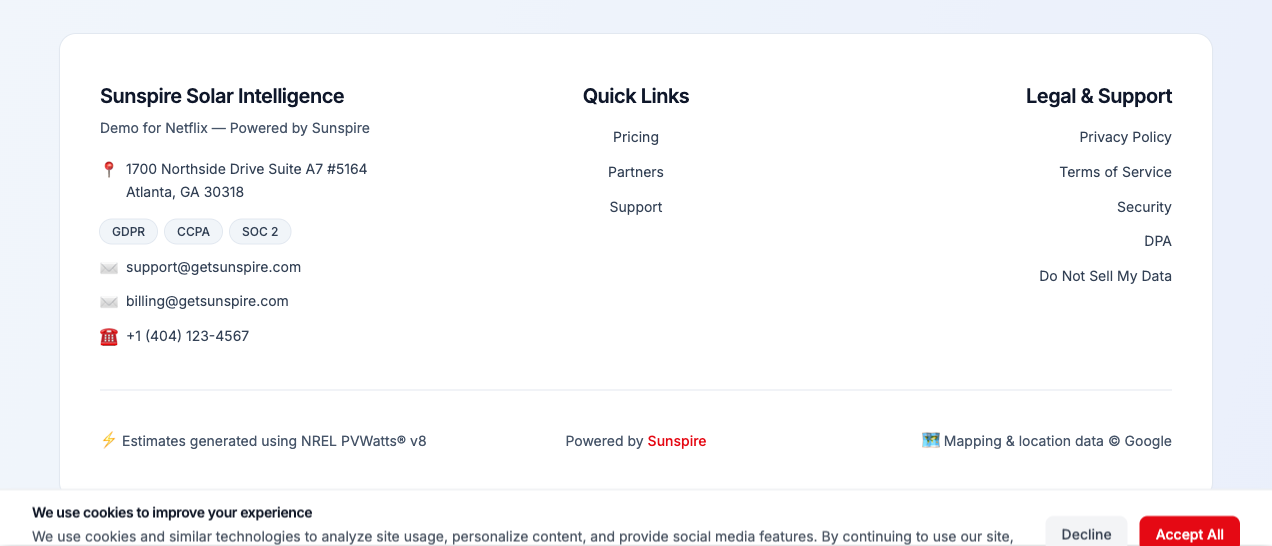 Sunspire Solar Intelligence
Demo for Netflix — Powered by Sunspire
1700 Northside Drive Suite A7 #5164
Atlanta, GA 30318
GDPR
CCPA
SOC 2
support@getsunspire.com
billing@getsunspire.com
+1 (404) 123-4567
Quick Links
Pricing
Partners
Support
Legal & Support
Privacy Policy
Terms of Service
Security
DPA
Do Not Sell My Data
Estimates generated using NREL PVWatts® v8
Powered by Sunspire
Mapping & location data © Google
We use cookies to improve your experience
We use cookies and similar technologies to analyze site usage, personalize content, and provide social media features. By continuing to use our site,
Decline
Accept All